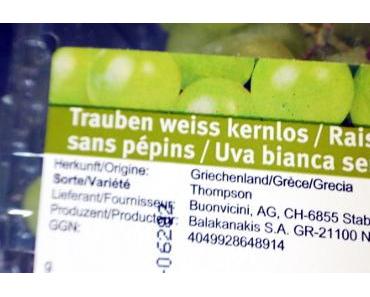 Trauben weiss kernlos / Rais
sans pépins / Uva bianca se
Herkunft/Origine: Griechenland/Grèce/Grecia
Sorte/Variété Thompson
Lieferant/Fournisseur: Buonvicini, AG, CH-6855 Stab
Produzent/Producteur: Balakanakis S.A. GR-21100 N
GGN: 4049928648914
g